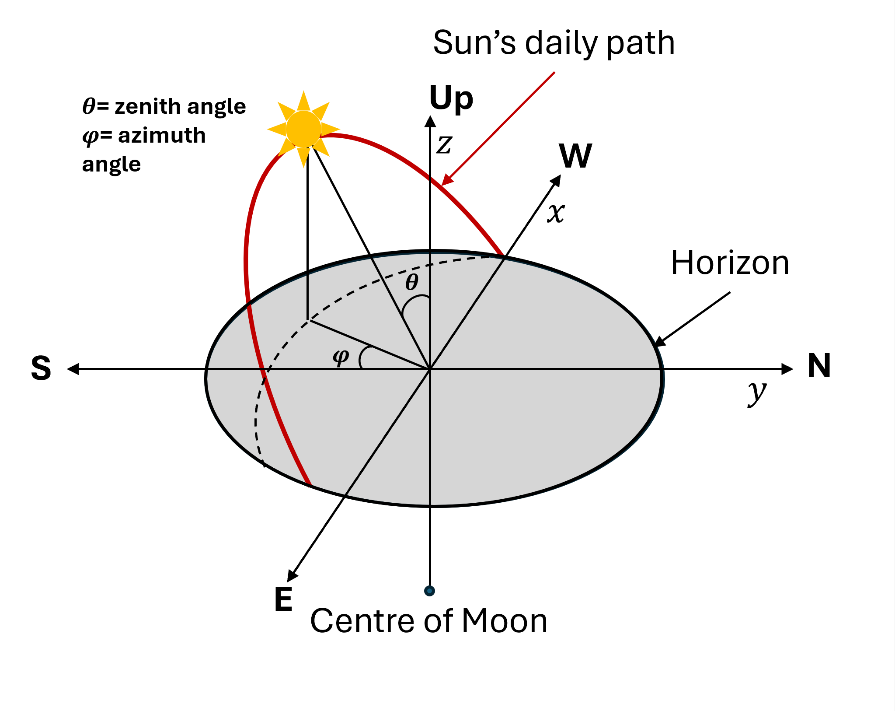 Sun’s daily path
θ= zenith angle
φ= azimuth
angle
Up
z
W
x
Horizon
θ
φ
S
N
y
E
Centre of Moon